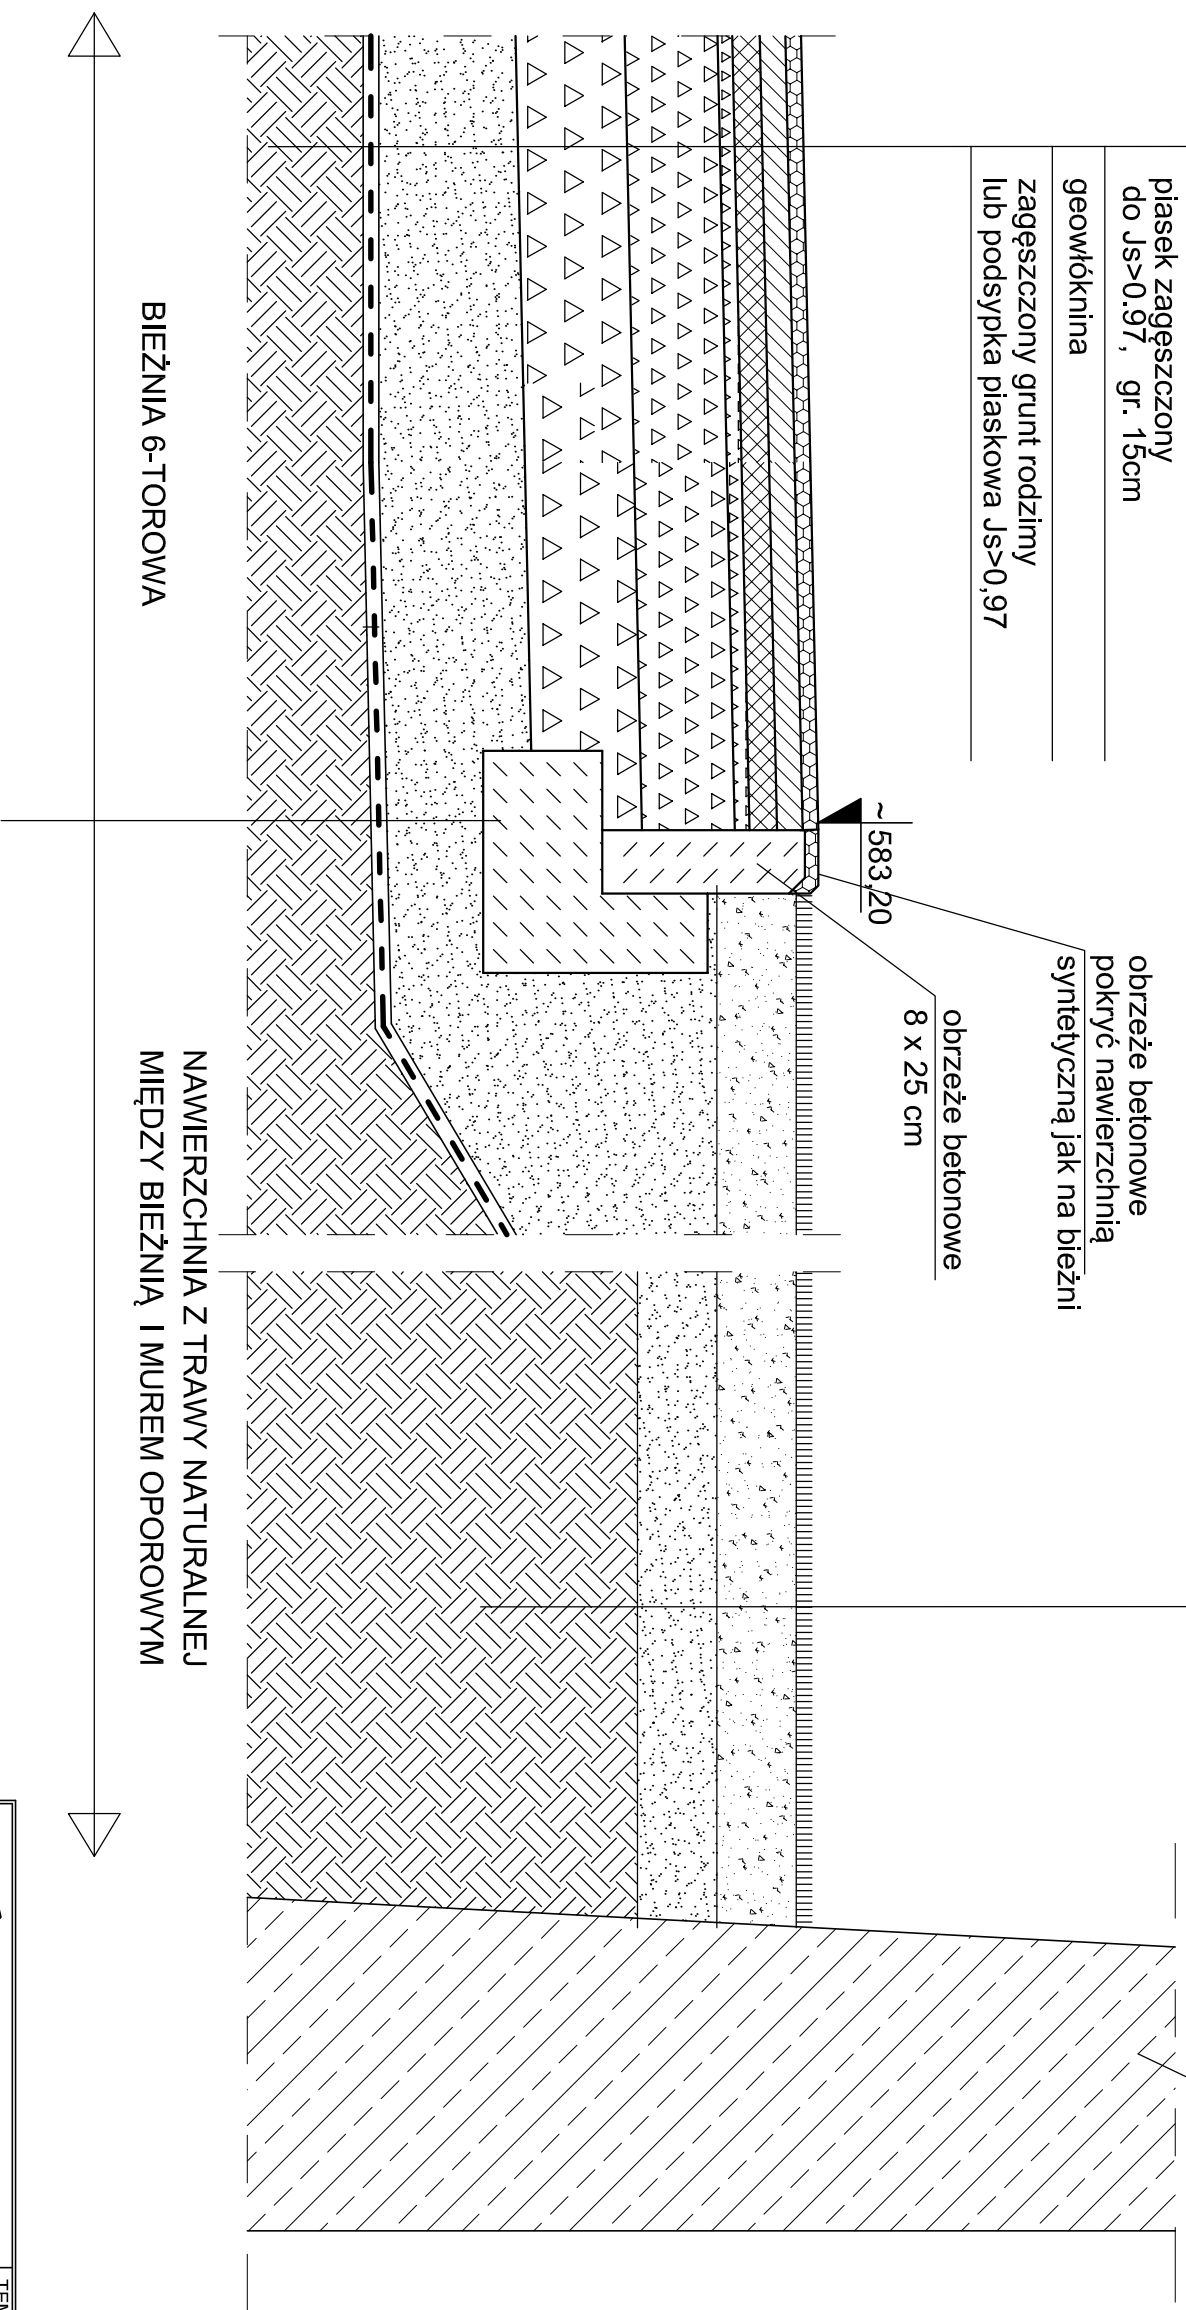 piasek zagęszczony
do Js>0.97, gr. 15cm
geowłóknina
zagęszczony grunt rodzimy
lub podsypka piaskowa Js>0,97
~ 583,20
obrzeże betonowe
pokryć nawierzchnią
syntetyczną jak na bieżni
obrzeże betonowe
8 x 25 cm
BIEŻNIA 6-TOROWA
NAWIERZCHNIA Z TRAWY NATURALNEJ
MIĘDZY BIEŻNIĄ I MUREM OPOROWYM